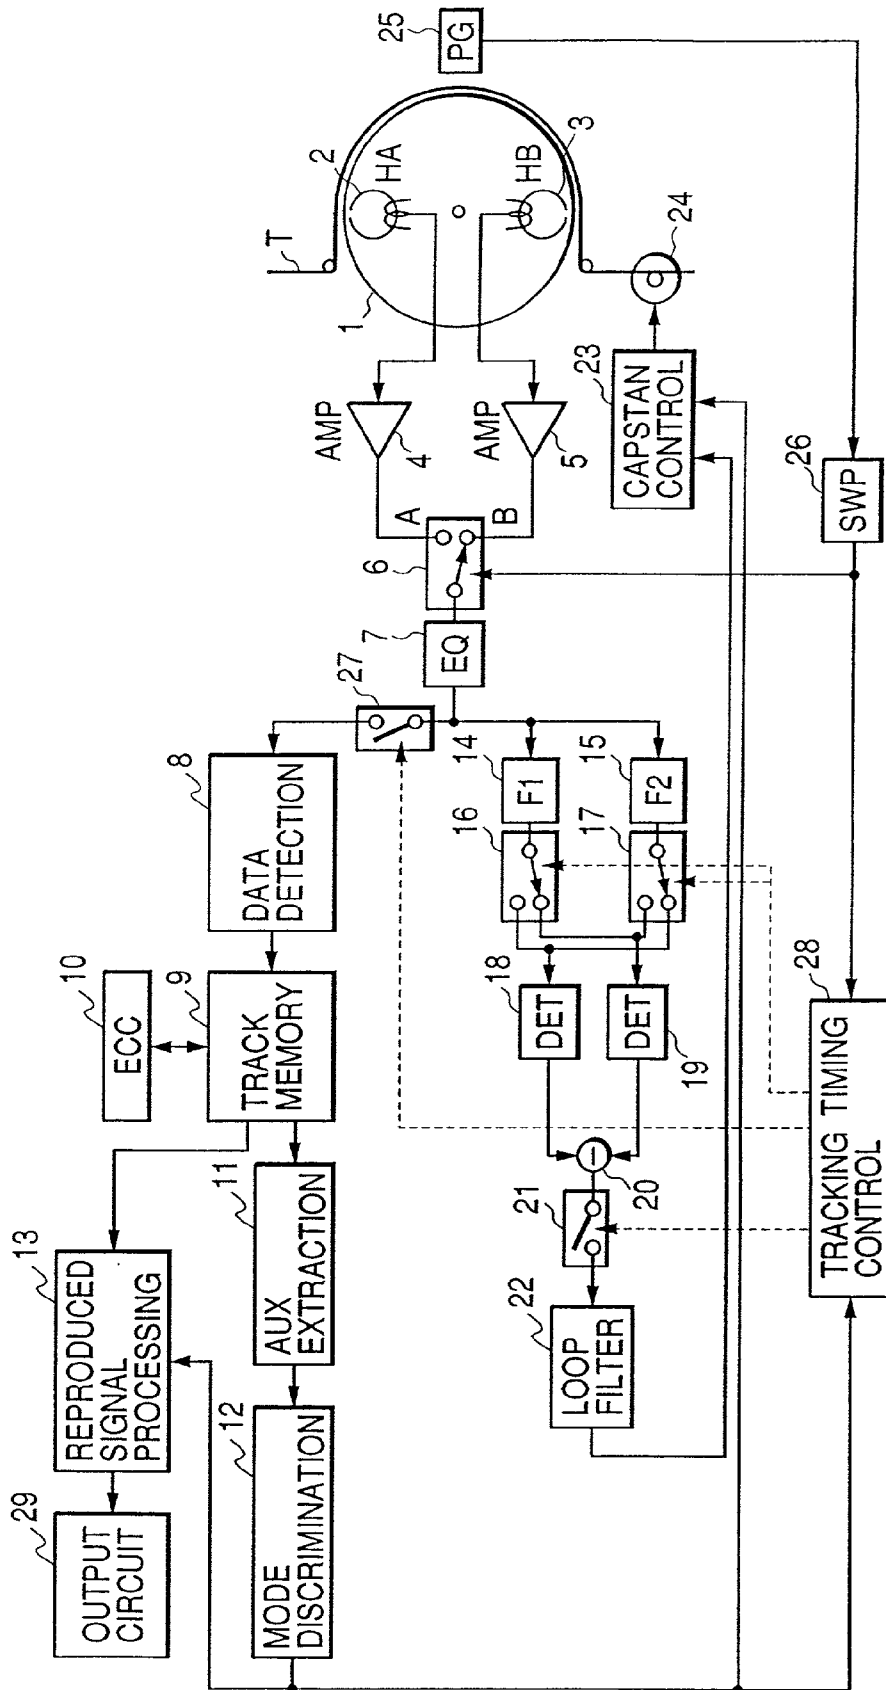 25
PG
2
HA
HB
3
T
1
24
AMP
4
AMP
5
23
CAPSTAN
CONTROL
26
SWP
A
B
6
7
EQ
27
8
DATA
DETECTION
14
F1
15
F2
16
17
10
ECC
9
TRACK
MEMORY
18
DET
DET
19
28
TRACKING TIMING
CONTROL
20
21
11
AUX
EXTRACTION
13
REPRODUCED
SIGNAL
PROCESSING
22
LOOP
FILTER
12
MODE
DISCRIMINATION
29
OUTPUT
CIRCUIT